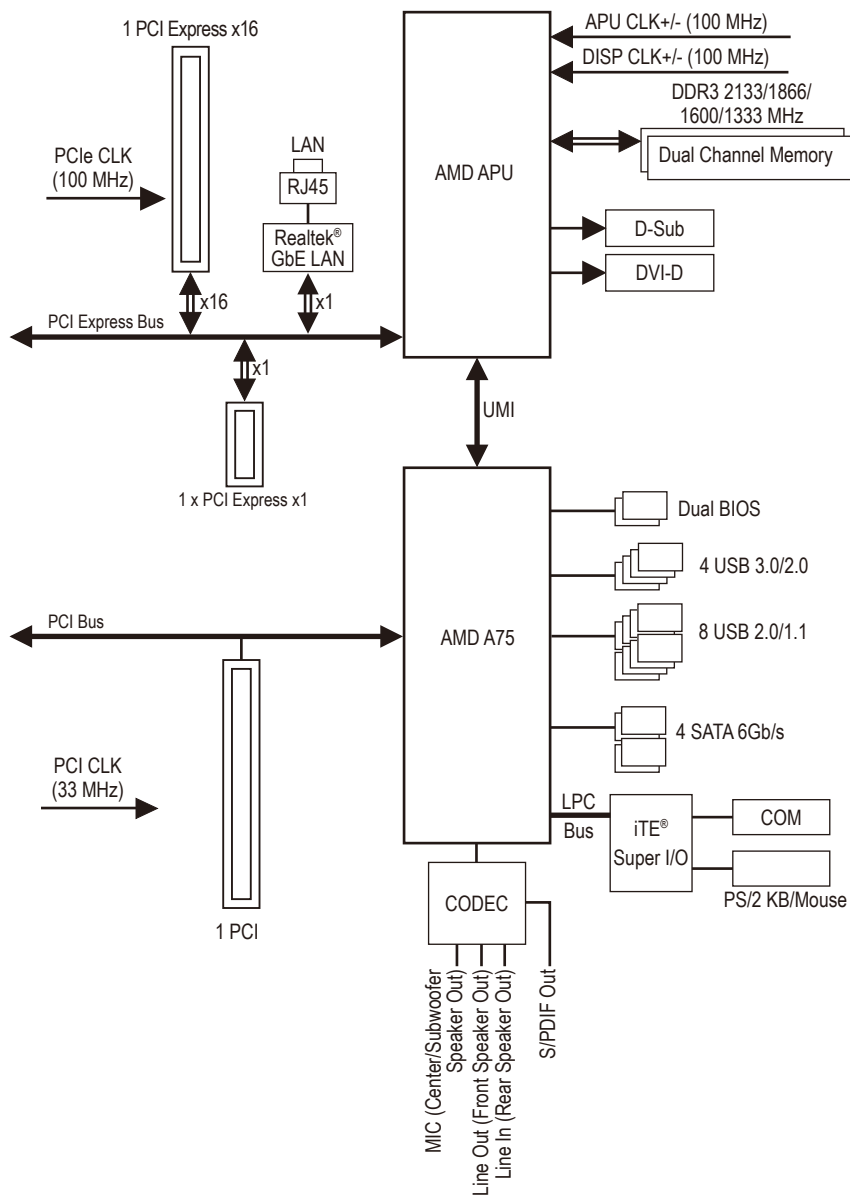 1 PCI Express x16
PCIe CLK
(100 MHz)
LAN
RJ45
Realtek®
GbE LAN
x16
x1
PCI Express Bus
x1
1 x PCI Express x1
APU CLK+/- (100 MHz)
DISP CLK+/- (100 MHz)
DDR3 2133/1866/
1600/1333 MHz
Dual Channel Memory
AMD APU
D-Sub
DVI-D
UMI
AMD A75
Dual BIOS
4 USB 3.0/2.0
8 USB 2.0/1.1
4 SATA 6Gb/s
LPC
Bus
iTE®
Super I/O
COM
PS/2 KB/Mouse
PCI Bus
PCI CLK
(33 MHz)
1 PCI
CODEC
MIC (Center/Subwoofer
Speaker Out)
Line Out (Front Speaker Out)
Line In (Rear Speaker Out)
S/PDIF Out